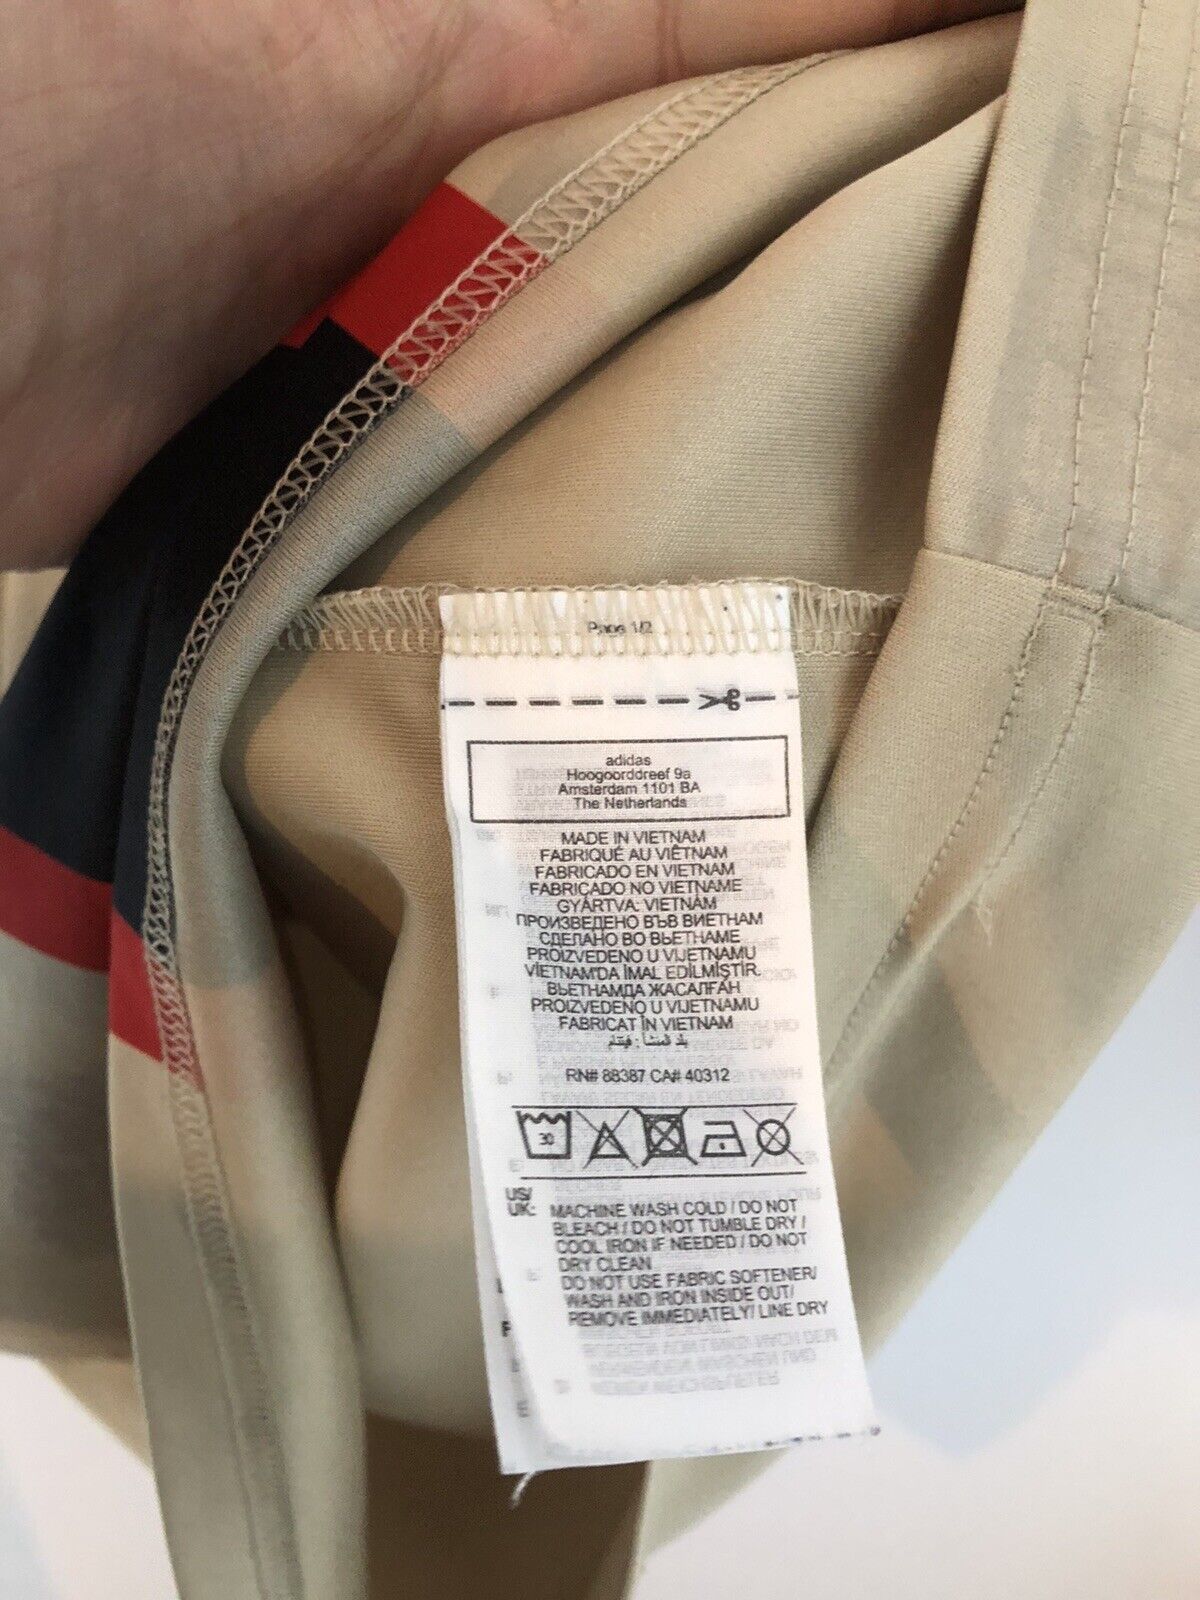 Page 1/2
adidas
Hoogoorddreef 9a
Amsterdam 1101 BA
The Netherlands
MADE IN VIETNAM
FABRIQUÉ AU VIÊTNAM
FABRICADO EN VIETNAM
FABRICADO NO VIETNAME
GYÁRTVA: VIETNÁM
ПРОИЗВЕДЕНО ВЪВ ВИЕТНАМ
СДЕЛАНО ВО ВЬЕТНАМЕ
PROIZVEDENO U VIJETNAMU
VİETNAM'DA İMAL EDİLMİŞTİR.
ВЬЕТНАМДА ЖАСАЛҒАН
PROIZVEDENO U VIJETNAMU
FABRICAT ÎN VIETNAM
بلد المنشأ : فيتنام
RN# 88387 CA# 40312
30
US/
UK: MACHINE WASH COLD / DO NOT
BLEACH / DO NOT TUMBLE DRY /
COOL IRON IF NEEDED / DO NOT
DRY CLEAN
DO NOT USE FABRIC SOFTENER/
WASH AND IRON INSIDE OUT/
REMOVE IMMEDIATELY/ LINE DRY